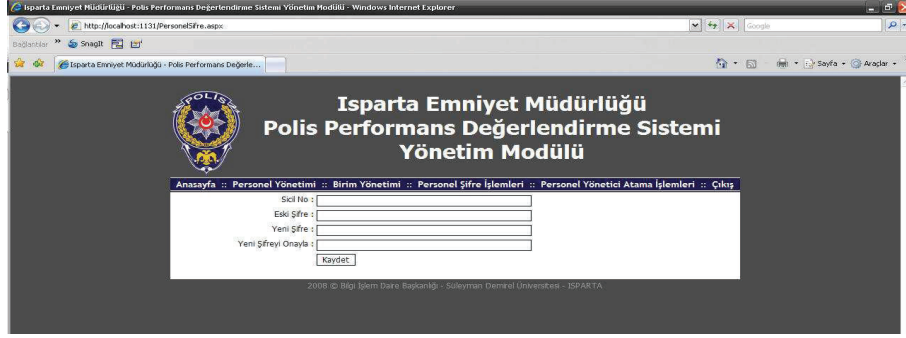 Isparta Emniyet Müdürlüğü - Polis Performans Değerlendirme Sistemi Yönetim Modülü - Windows Internet Explorer
http://localhost:1131/PersonelSifre.aspx
Google
Bağlantılar » SnagIt
Isparta Emniyet Müdürlüğü - Polis Performans Değerle...
Sayfa Araçlar
POLİS
Isparta Emniyet Müdürlüğü
Polis Performans Değerlendirme Sistemi
Yönetim Modülü
Anasayfa :: Personel Yönetimi :: Birim Yönetimi :: Personel Şifre İşlemleri :: Personel Yönetici Atama İşlemleri :: Çıkış
Sicil No :
Eski Şifre :
Yeni Şifre :
Yeni Şifreyi Onayla :
Kaydet
2008 © Bilgi İşlem Daire Başkanlığı - Süleyman Demirel Üniversitesi - ISPARTA